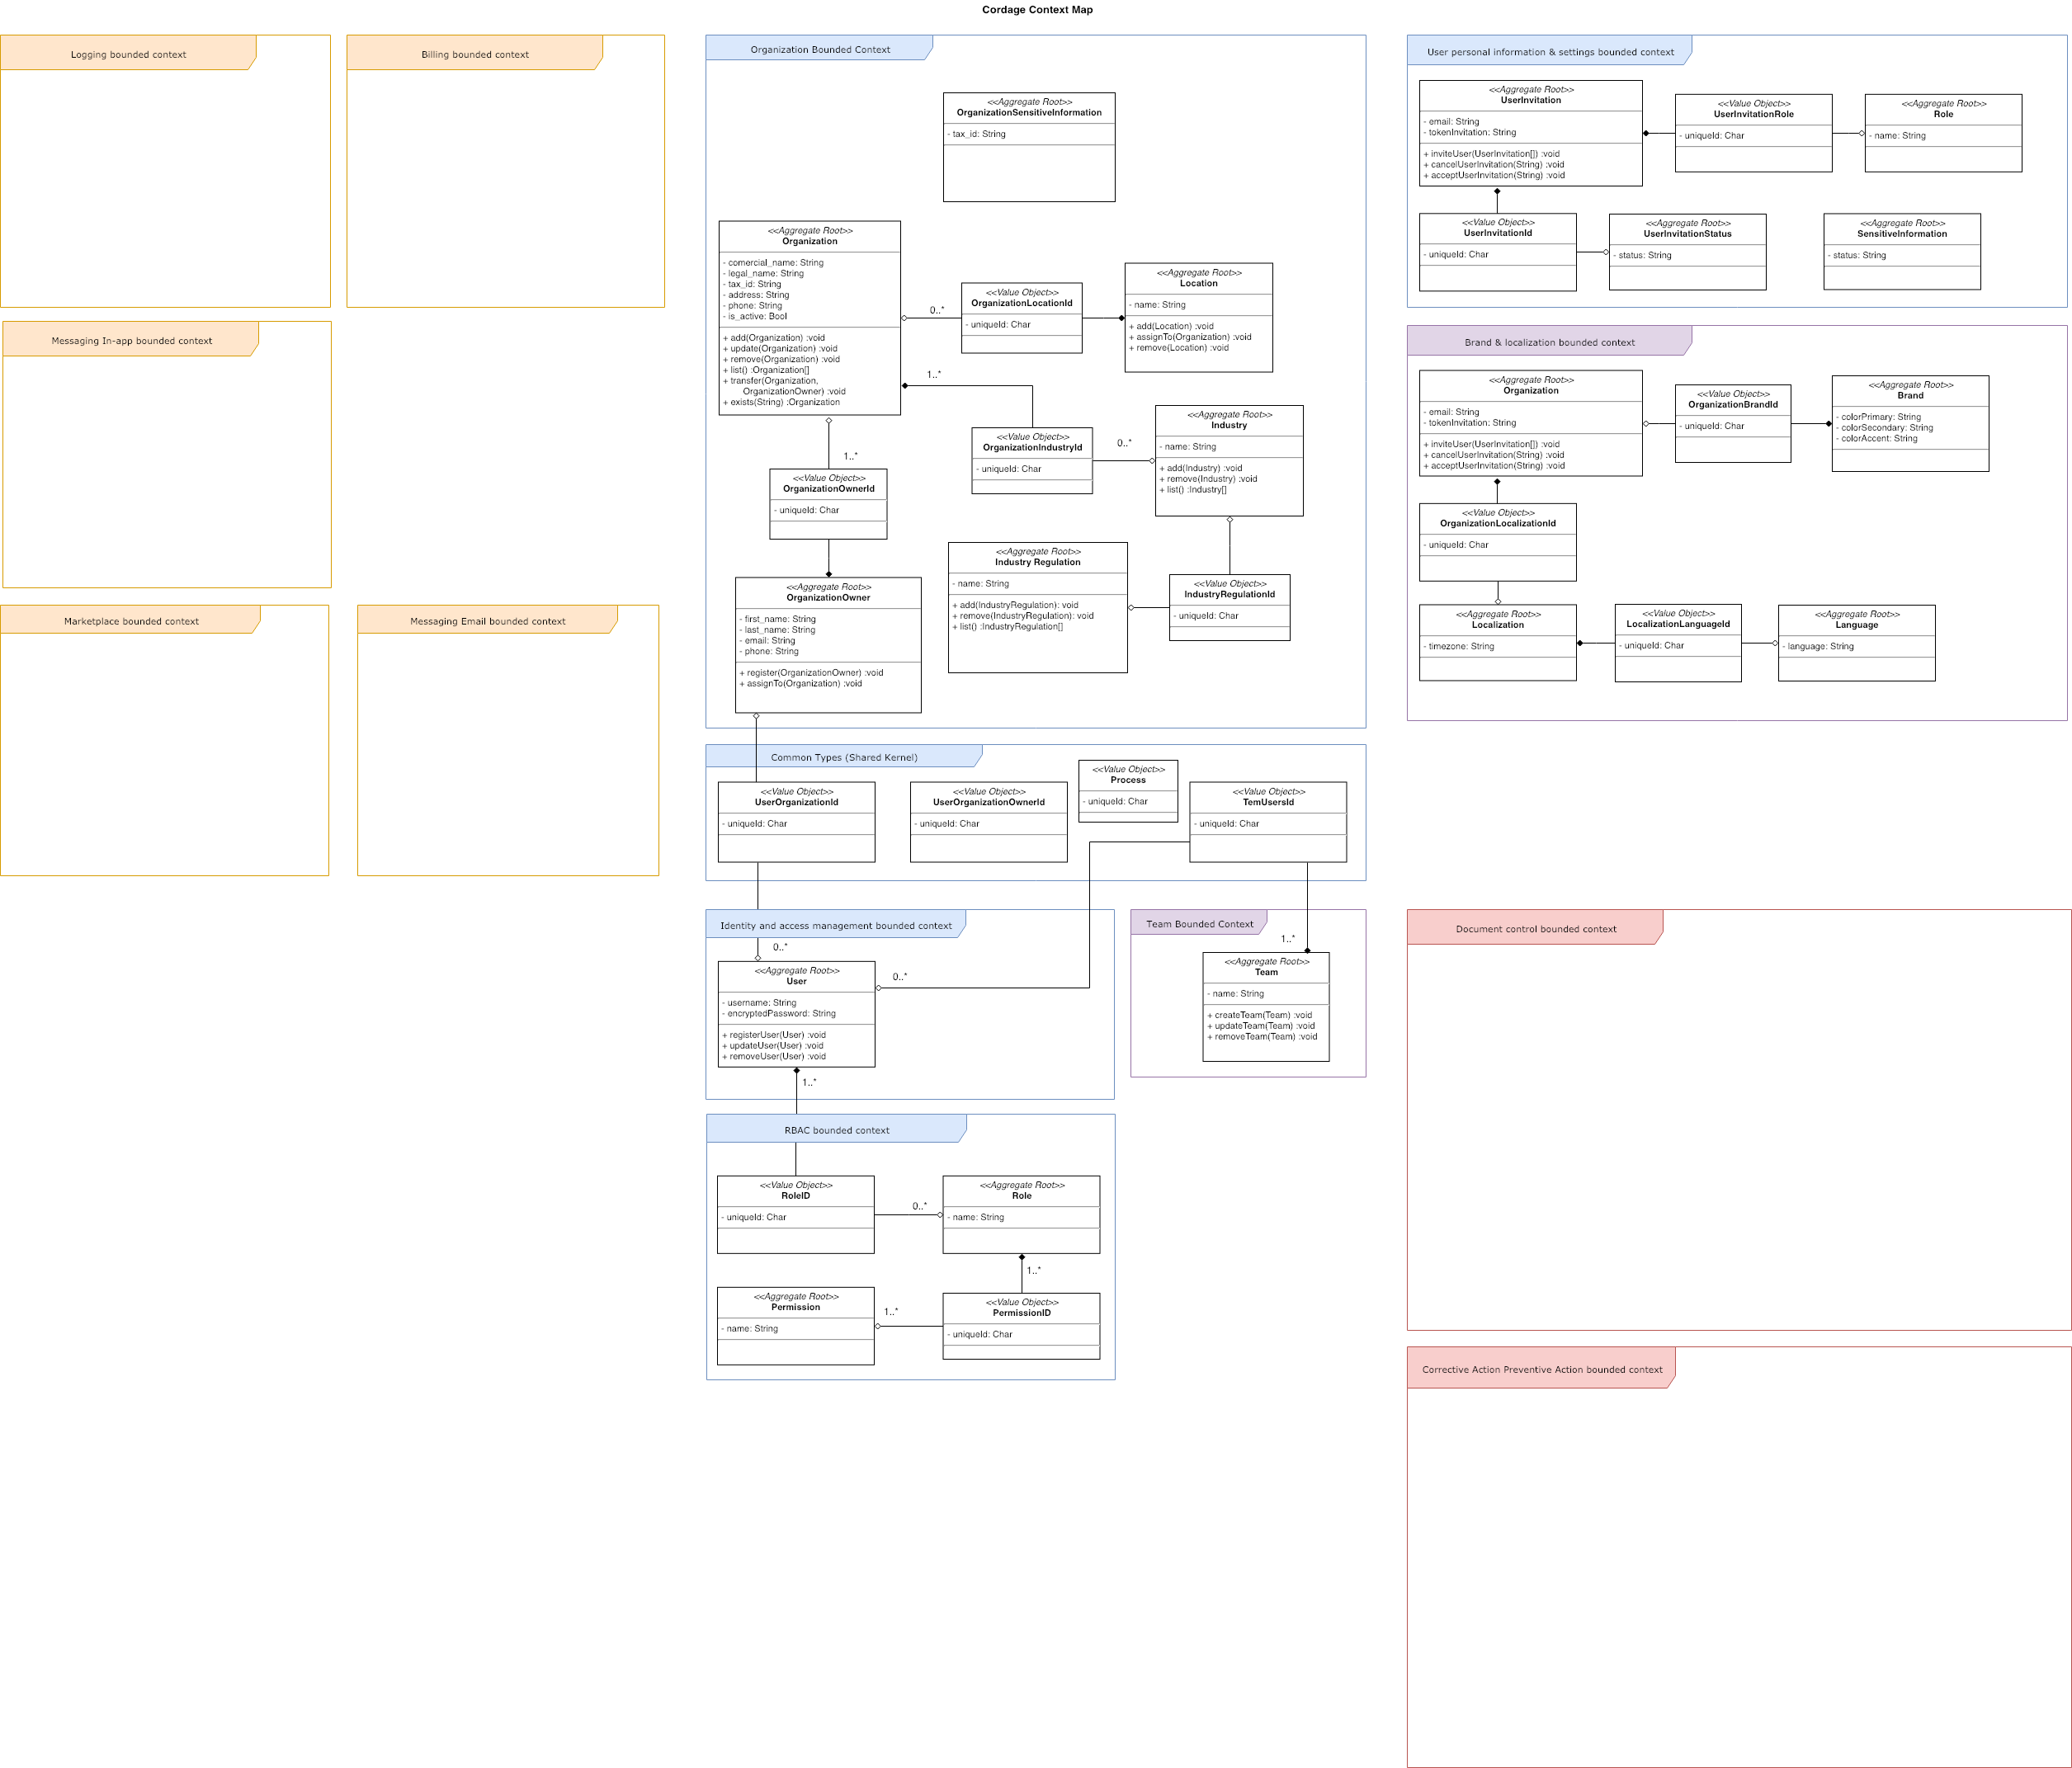 Cordage Context Map
Logging bounded context
Billing bounded context
Messaging In-app bounded context
Marketplace bounded context
Messaging Email bounded context
Organization Bounded Context
<<Aggregate Root>>
OrganizationSensitiveInformation
- tax_id: String
<<Aggregate Root>>
Organization
- comercial_name: String
- legal_name: String
- tax_id: String
- address: String
- phone: String
- is_active: Bool
+ add(Organization) :void
+ update(Organization) :void
+ remove(Organization) :void
+ list() :Organization[]
+ transfer(Organization,
OrganizationOwner) :void
+ exists(String) :Organization
0..*
<<Value Object>>
OrganizationLocationId
- uniqueId: Char
<<Aggregate Root>>
Location
- name: String
+ add(Location) :void
+ assignTo(Organization) :void
+ remove(Location) :void
1..*
<<Value Object>>
OrganizationIndustryId
- uniqueId: Char
0..*
<<Aggregate Root>>
Industry
- name: String
+ add(Industry) :void
+ remove(Industry) :void
+ list() :Industry[]
1..*
<<Value Object>>
OrganizationOwnerId
- uniqueId: Char
<<Aggregate Root>>
Industry Regulation
- name: String
+ add(IndustryRegulation): void
+ remove(IndustryRegulation): void
+ list() :IndustryRegulation[]
<<Value Object>>
IndustryRegulationId
- uniqueId: Char
<<Aggregate Root>>
OrganizationOwner
- first_name: String
- last_name: String
- email: String
- phone: String
+ register(OrganizationOwner) :void
+ assignTo(Organization) :void
Common Types (Shared Kernel)
<<Value Object>>
UserOrganizationId
- uniqueId: Char
<<Value Object>>
UserOrganizationOwnerId
- uniqueId: Char
<<Value Object>>
Process
- uniqueId: Char
<<Value Object>>
TemUsersId
- uniqueId: Char
Identity and access management bounded context
0..*
<<Aggregate Root>>
User
- username: String
- encryptedPassword: String
+ registerUser(User) :void
+ updateUser(User) :void
+ removeUser(User) :void
0..*
1..*
Team Bounded Context
1..*
<<Aggregate Root>>
Team
- name: String
+ createTeam(Team) :void
+ updateTeam(Team) :void
+ removeTeam(Team) :void
RBAC bounded context
<<Value Object>>
RoleID
- uniqueId: Char
0..*
<<Aggregate Root>>
Role
- name: String
1..*
<<Aggregate Root>>
Permission
- name: String
1..*
<<Value Object>>
PermissionID
- uniqueId: Char
User personal information & settings bounded context
<<Aggregate Root>>
UserInvitation
- email: String
- tokenInvitation: String
+ inviteUser(UserInvitation[]) :void
+ cancelUserInvitation(String) :void
+ acceptUserInvitation(String) :void
<<Value Object>>
UserInvitationRole
- uniqueId: Char
<<Aggregate Root>>
Role
- name: String
<<Value Object>>
UserInvitationId
- uniqueId: Char
<<Aggregate Root>>
UserInvitationStatus
- status: String
<<Aggregate Root>>
SensitiveInformation
- status: String
Brand & localization bounded context
<<Aggregate Root>>
Organization
- email: String
- tokenInvitation: String
+ inviteUser(UserInvitation[]) :void
+ cancelUserInvitation(String) :void
+ acceptUserInvitation(String) :void
<<Value Object>>
OrganizationBrandId
- uniqueId: Char
<<Aggregate Root>>
Brand
- colorPrimary: String
- colorSecondary: String
- colorAccent: String
<<Value Object>>
OrganizationLocalizationId
- uniqueId: Char
<<Aggregate Root>>
Localization
- timezone: String
<<Value Object>>
LocalizationLanguageId
- uniqueId: Char
<<Aggregate Root>>
Language
- language: String
Document control bounded context
Corrective Action Preventive Action bounded context